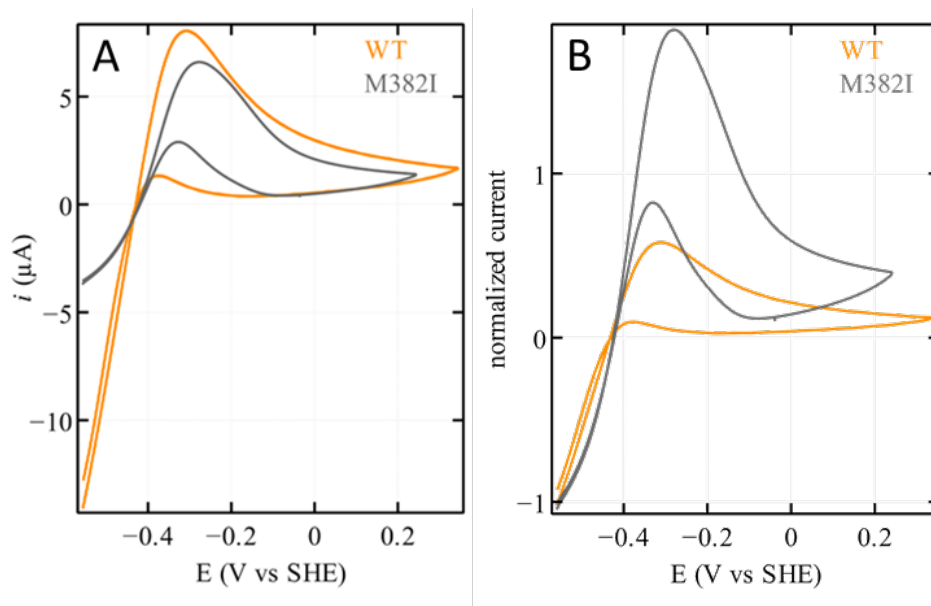 A
WT
M382I
5
0
−5
−10
i (μA)
−0.4 −0.2 0 0.2
E (V vs SHE)
B
WT
M382I
1
0
−1
normalized current
−0.4 −0.2 0 0.2
E (V vs SHE)